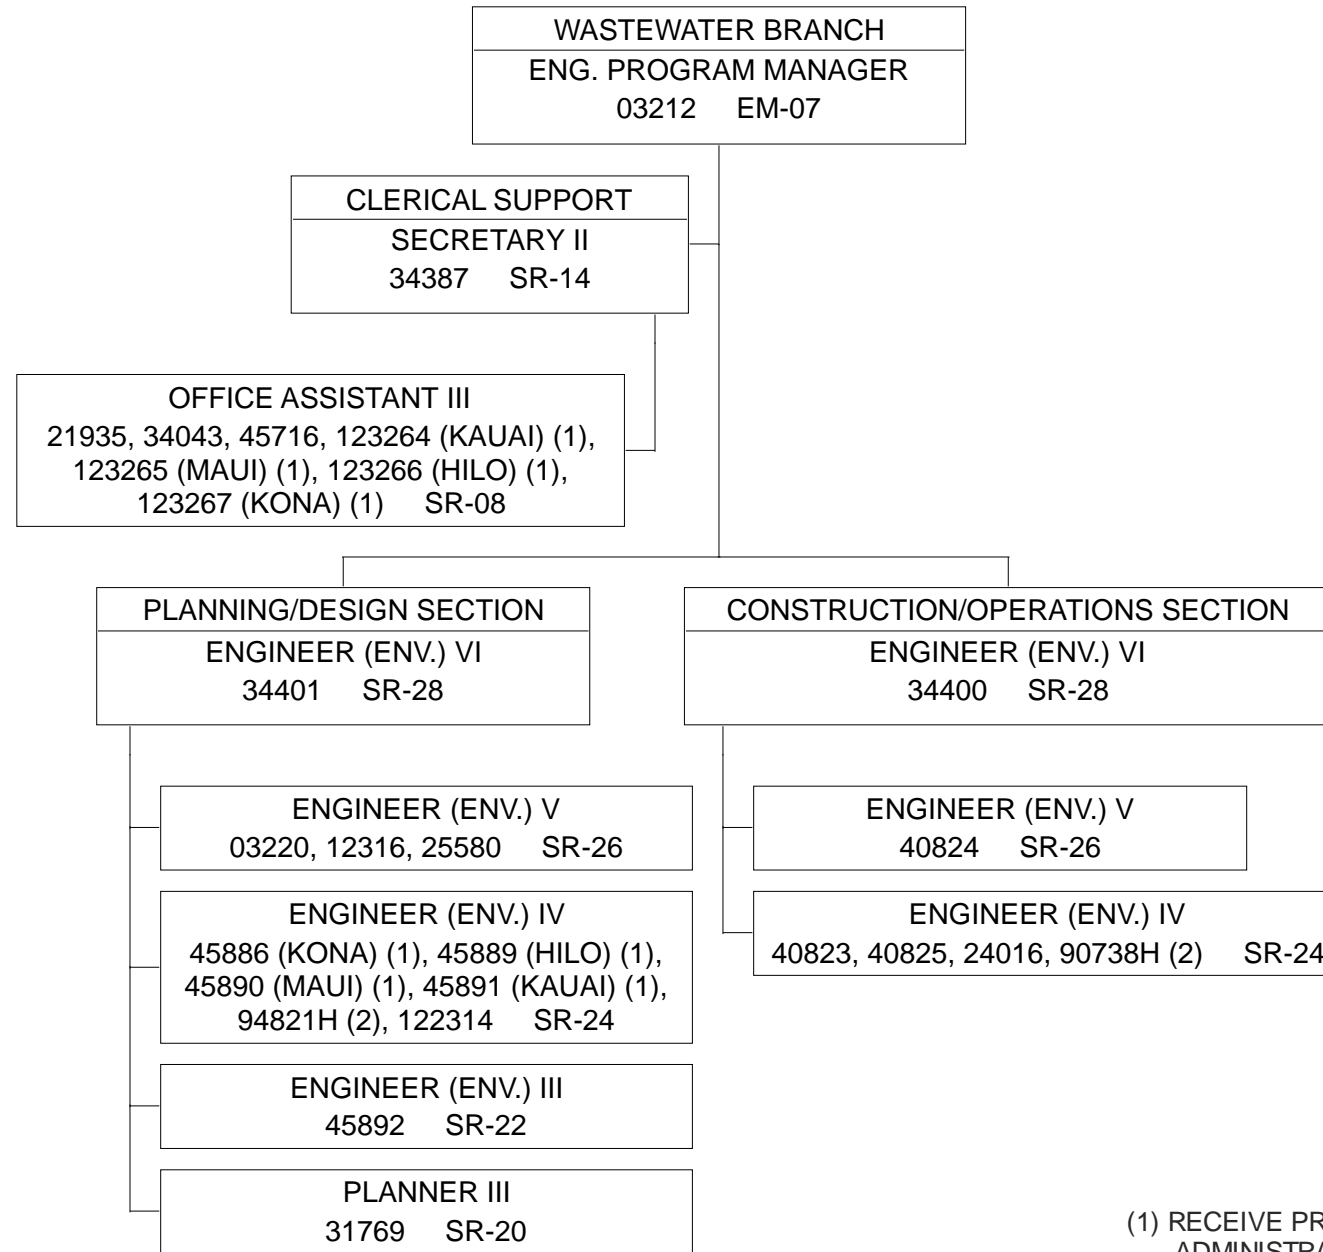 WASTEWATER BRANCH
ENG. PROGRAM MANAGER
03212 EM-07
CLERICAL SUPPORT
SECRETARY II
34387 SR-14
OFFICE ASSISTANT III
21935, 34043, 45716, 123264 (KAUAI) (1),
123265 (MAUI) (1), 123266 (HILO) (1),
123267 (KONA) (1) SR-08
PLANNING/DESIGN SECTION
ENGINEER (ENV.) VI
34401 SR-28
ENGINEER (ENV.) V
03220, 12316, 25580 SR-26
ENGINEER (ENV.) IV
45886 (KONA) (1), 45889 (HILO) (1),
45890 (MAUI) (1), 45891 (KAUAI) (1),
94821H (2), 122314 SR-24
ENGINEER (ENV.) III
45892 SR-22
PLANNER III
31769 SR-20
CONSTRUCTION/OPERATIONS SECTION
ENGINEER (ENV.) VI
34400 SR-28
ENGINEER (ENV.) V
40824 SR-26
ENGINEER (ENV.) IV
40823, 40825, 24016, 90738H (2) SR-24
(1) RECEIVE